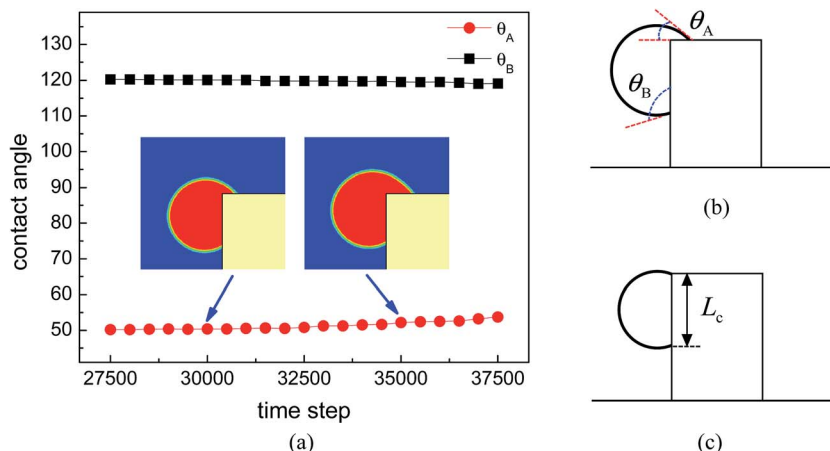 130
120
110
100
90
80
70
60
50
contact angle
θA
θB
27500 30000 32500 35000 37500
time step
(a)
θA
θB
(b)
Lc
(c)